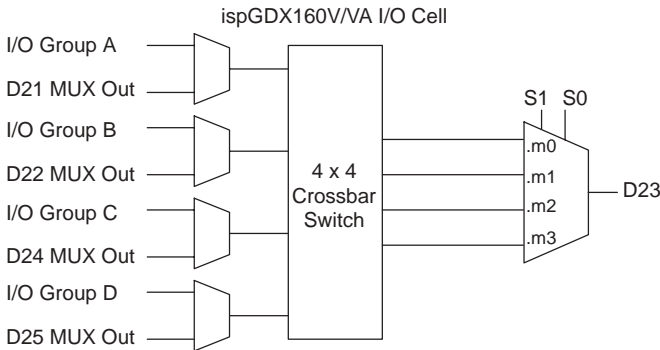 ispGDX160V/VA I/O Cell
I/O Group A
D21 MUX Out
I/O Group B
D22 MUX Out
I/O Group C
D24 MUX Out
I/O Group D
D25 MUX Out
4 x 4
Crossbar
Switch
S1 S0
.m0
.m1
.m2
.m3
D23